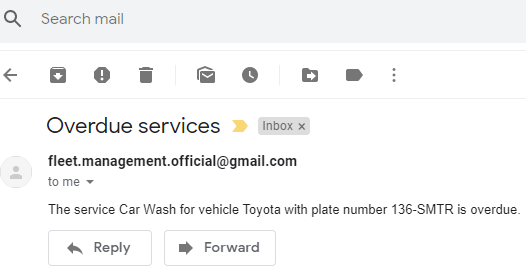 Search mail
Overdue services Inbox ×
fleet.management.official@gmail.com
to me
The service Car Wash for vehicle Toyota with plate number 136-SMTR is overdue.
Reply Forward